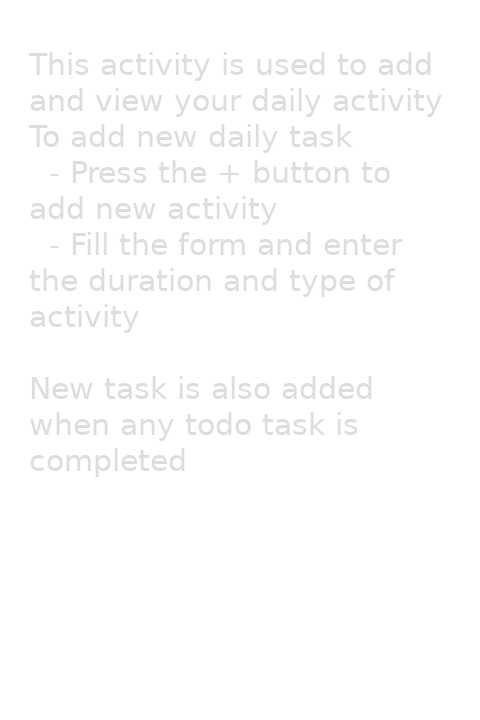 This activity is used to add
and view your daily activity
To add new daily task
- Press the + button to
add new activity
- Fill the form and enter
the duration and type of
activity
New task is also added
when any todo task is
completed